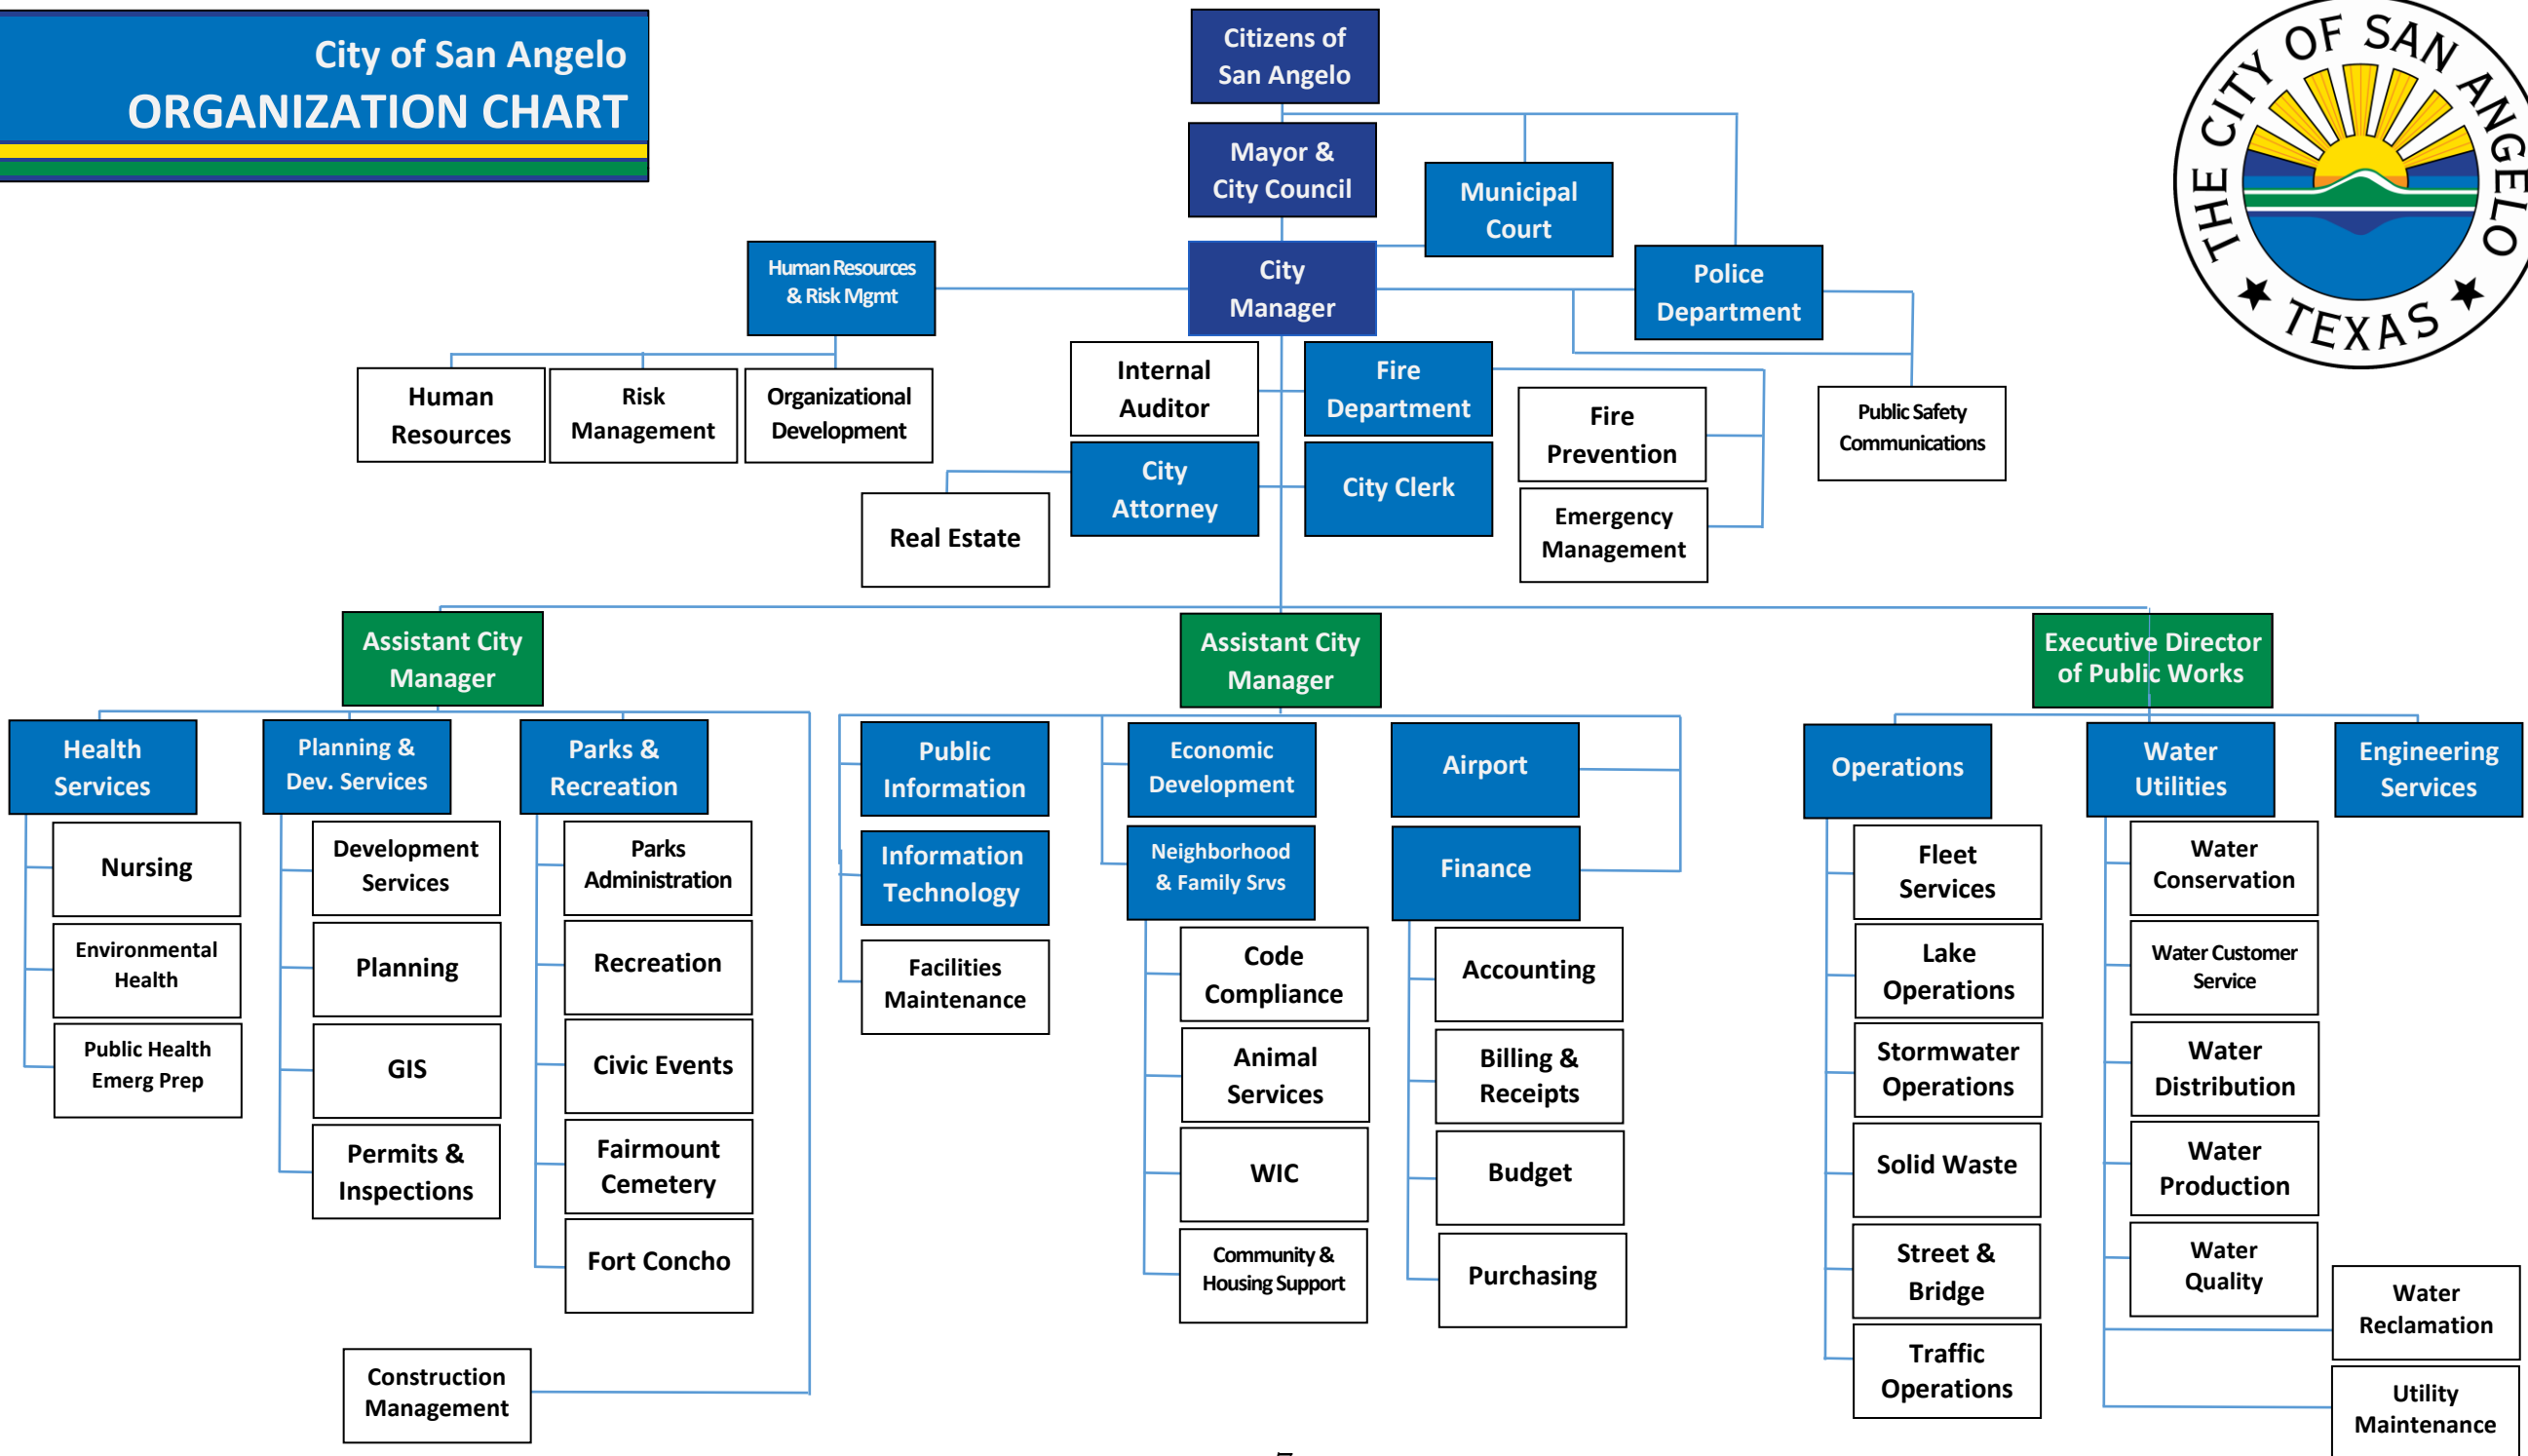 City of San Angelo
ORGANIZATION CHART
Citizens of
San Angelo
THE CITY OF SAN ANGELO
TEXAS
Mayor &
City Council
Municipal
Court
Human Resources
& Risk Mgmt
City
Manager
Police
Department
Human
Resources
Risk
Management
Organizational
Development
Internal
Auditor
Fire
Department
Fire
Prevention
Public Safety
Communications
City
Attorney
City Clerk
Real Estate
Emergency
Management
Assistant City
Manager
Assistant City
Manager
Executive Director
of Public Works
Health
Services
Planning &
Dev. Services
Parks &
Recreation
Public
Information
Economic
Development
Airport
Operations
Water
Utilities
Engineering
Services
Nursing
Environmental
Health
Public Health
Emerg Prep
Development
Services
Planning
GIS
Permits &
Inspections
Parks
Administration
Recreation
Civic Events
Fairmount
Cemetery
Fort Concho
Construction
Management
Information
Technology
Facilities
Maintenance
Neighborhood
& Family Srvs
Code
Compliance
Animal
Services
WIC
Community &
Housing Support
Finance
Accounting
Billing &
Receipts
Budget
Purchasing
Fleet
Services
Lake
Operations
Stormwater
Operations
Solid Waste
Street &
Bridge
Traffic
Operations
Water
Conservation
Water Customer
Service
Water
Distribution
Water
Production
Water
Quality
Water
Reclamation
Utility
Maintenance